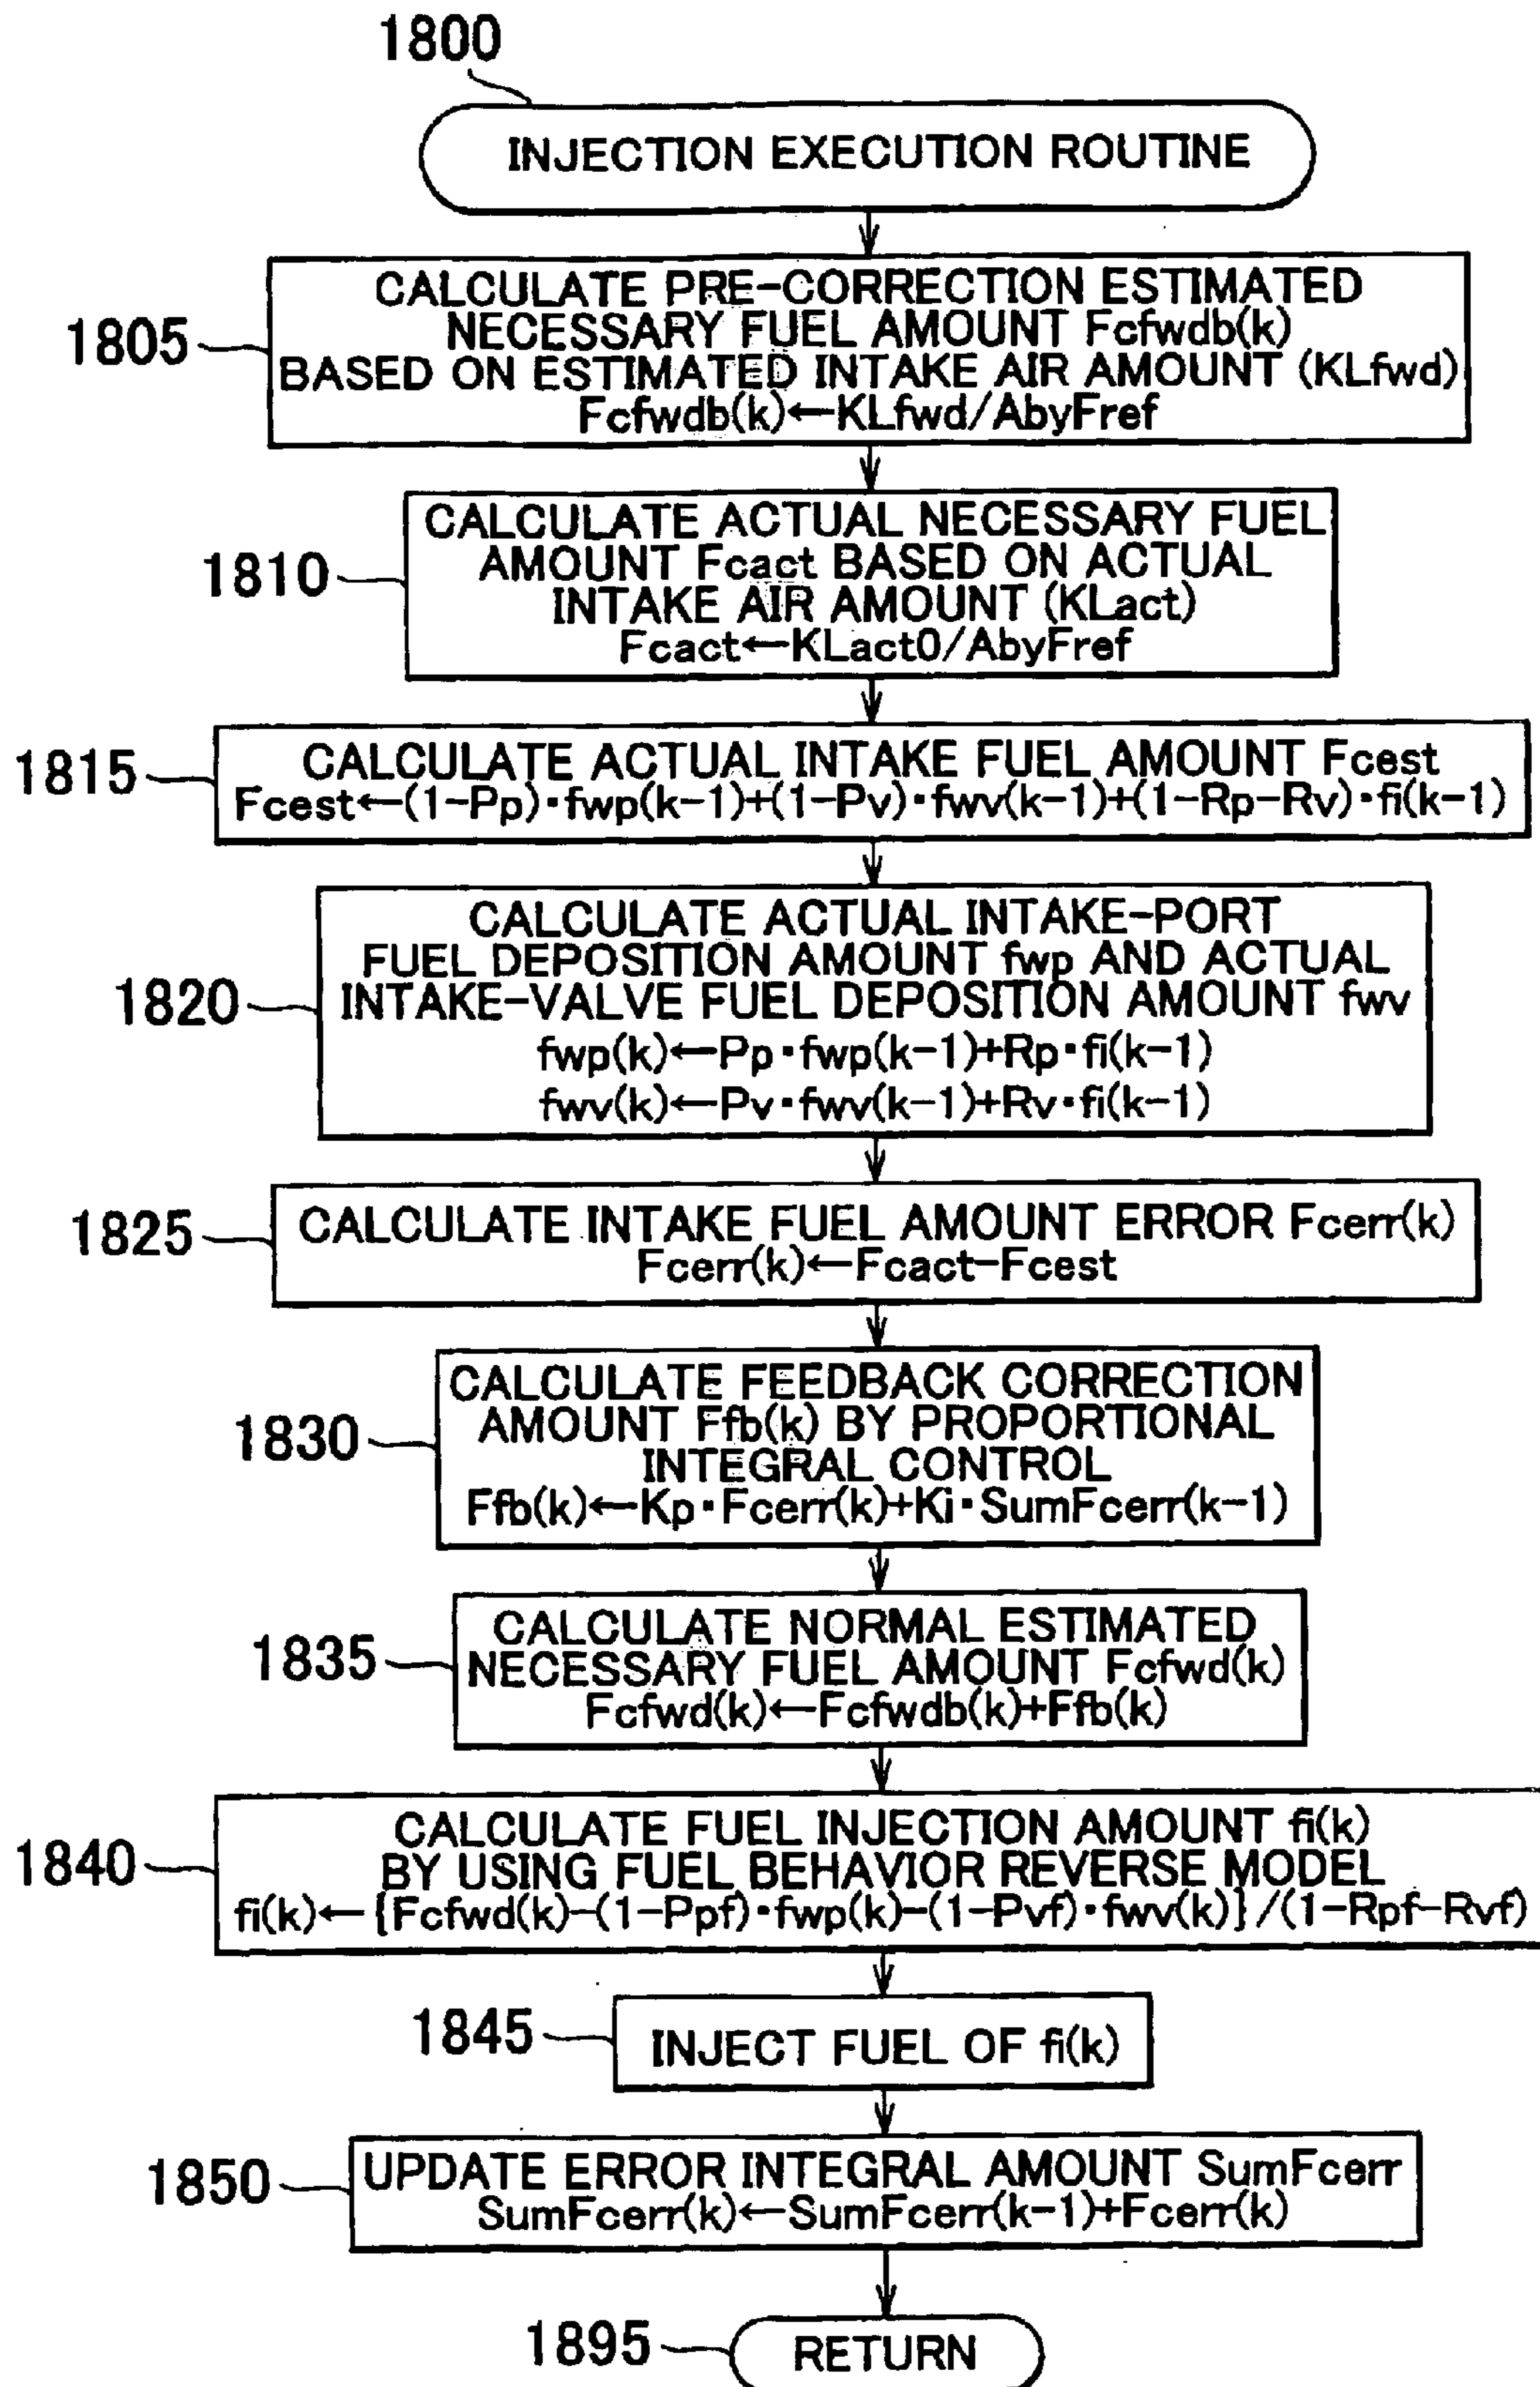 1800
INJECTION EXECUTION ROUTINE
1805
CALCULATE PRE-CORRECTION ESTIMATED
NECESSARY FUEL AMOUNT Fcfwdb(k)
BASED ON ESTIMATED INTAKE AIR AMOUNT (KLfwd)
Fcfwdb(k)←KLfwd/AbyFref
1810
CALCULATE ACTUAL NECESSARY FUEL
AMOUNT Fcact BASED ON ACTUAL
INTAKE AIR AMOUNT (KLact)
Fcact←KLact0/AbyFref
1815
CALCULATE ACTUAL INTAKE FUEL AMOUNT Fcest
Fcest←(1-Pp)·fwp(k-1)+(1-Pv)·fwv(k-1)+(1-Rp-Rv)·fi(k-1)
1820
CALCULATE ACTUAL INTAKE-PORT
FUEL DEPOSITION AMOUNT fwp AND ACTUAL
INTAKE-VALVE FUEL DEPOSITION AMOUNT fwv
fwp(k)←Pp·fwp(k-1)+Rp·fi(k-1)
fwv(k)←Pv·fwv(k-1)+Rv·fi(k-1)
1825
CALCULATE INTAKE FUEL AMOUNT ERROR Fcerr(k)
Fcerr(k)←Fcact-Fcest
1830
CALCULATE FEEDBACK CORRECTION
AMOUNT Ffb(k) BY PROPORTIONAL
INTEGRAL CONTROL
Ffb(k)←Kp·Fcerr(k)+Ki·SumFcerr(k-1)
1835
CALCULATE NORMAL ESTIMATED
NECESSARY FUEL AMOUNT Fcfwd(k)
Fcfwd(k)←Fcfwdb(k)+Ffb(k)
1840
CALCULATE FUEL INJECTION AMOUNT fi(k)
BY USING FUEL BEHAVIOR REVERSE MODEL
fi(k)←{Fcfwd(k)-(1-Ppf)·fwp(k)-(1-Pvf)·fwv(k)}/(1-Rpf-Rvf)
1845
INJECT FUEL OF fi(k)
1850
UPDATE ERROR INTEGRAL AMOUNT SumFcerr
SumFcerr(k)←SumFcerr(k-1)+Fcerr(k)
1895
RETURN